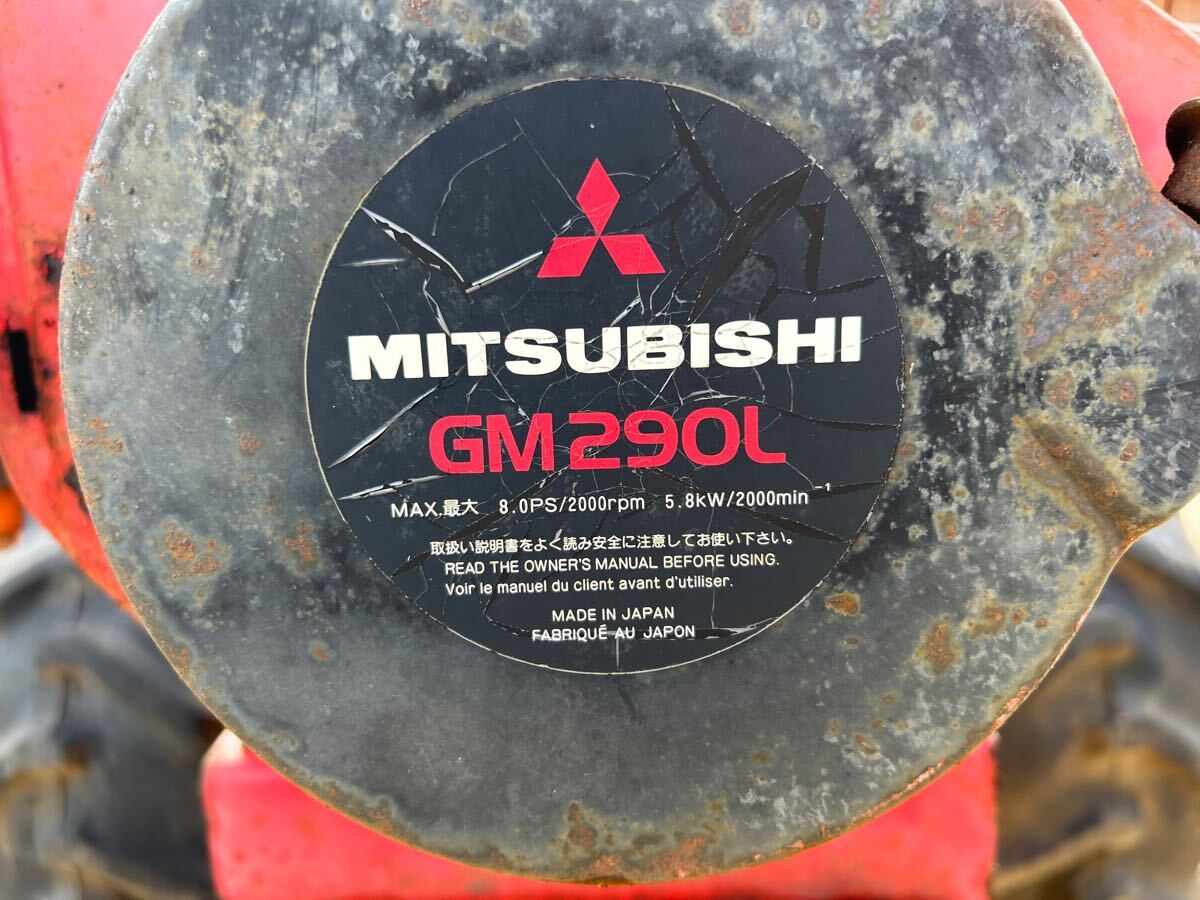 MITSUBISHI
GM290L
MAX.最大 8.0PS/2000rpm 5.8kW/2000min⁻¹
取扱い説明書をよく読み安全に注意してお使い下さい。
READ THE OWNER'S MANUAL BEFORE USING.
Voir le manuel du client avant d'utiliser.
MADE IN JAPAN
FABRIQUÉ AU JAPON